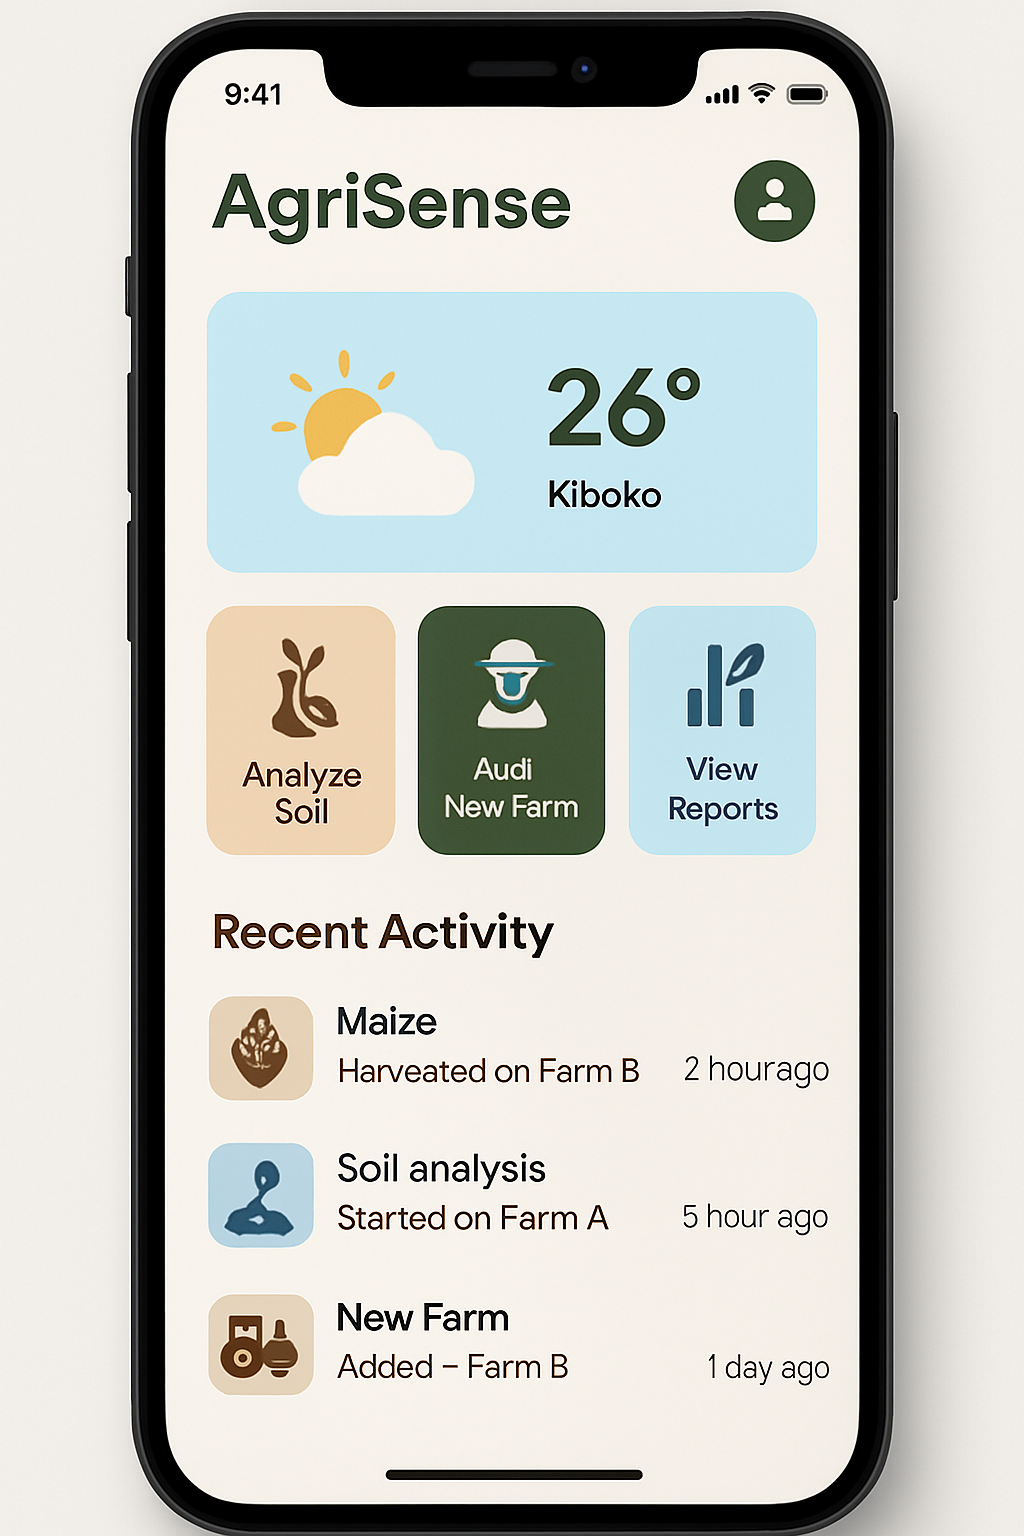 9:41
AgriSense
26°
Kiboko
Analyze
Soil
Audi
New Farm
View
Reports
Recent Activity
Maize
Harveated on Farm B
2 hourago
Soil analysis
Started on Farm A
5 hour ago
New Farm
Added – Farm B
1 day ago